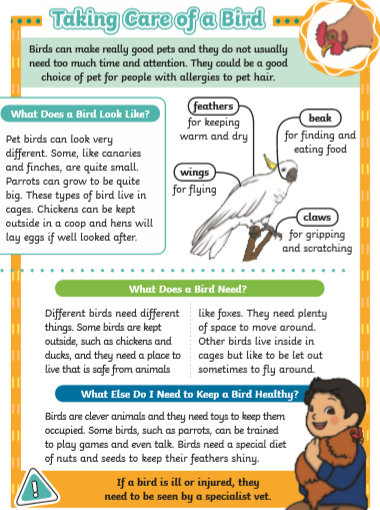 Taking Care of a Bird
Birds can make really good pets and they do not usually
need too much time and attention. They could be a good
choice of pet for people with allergies to pet hair.
What Does a Bird Look Like?
Pet birds can look very
different. Some, like canaries
and finches, are quite small.
Parrots can grow to be quite
big. These types of bird live in
cages. Chickens can be kept
outside in a coop and hens will
lay eggs if well looked after.
feathers
for keeping
warm and dry
beak
for finding and
eating food
wings
for flying
claws
for gripping
and scratching
What Does a Bird Need?
Different birds need different
things. Some birds are kept
outside, such as chickens and
ducks, and they need a place to
live that is safe from animals
like foxes. They need plenty
of space to move around.
Other birds live inside in
cages but like to be let out
sometimes to fly around.
What Else Do I Need to Keep a Bird Healthy?
Birds are clever animals and they need toys to keep them
occupied. Some birds, such as parrots, can be trained
to play games and even talk. Birds need a special diet
of nuts and seeds to keep their feathers shiny.
If a bird is ill or injured, they
need to be seen by a specialist vet.